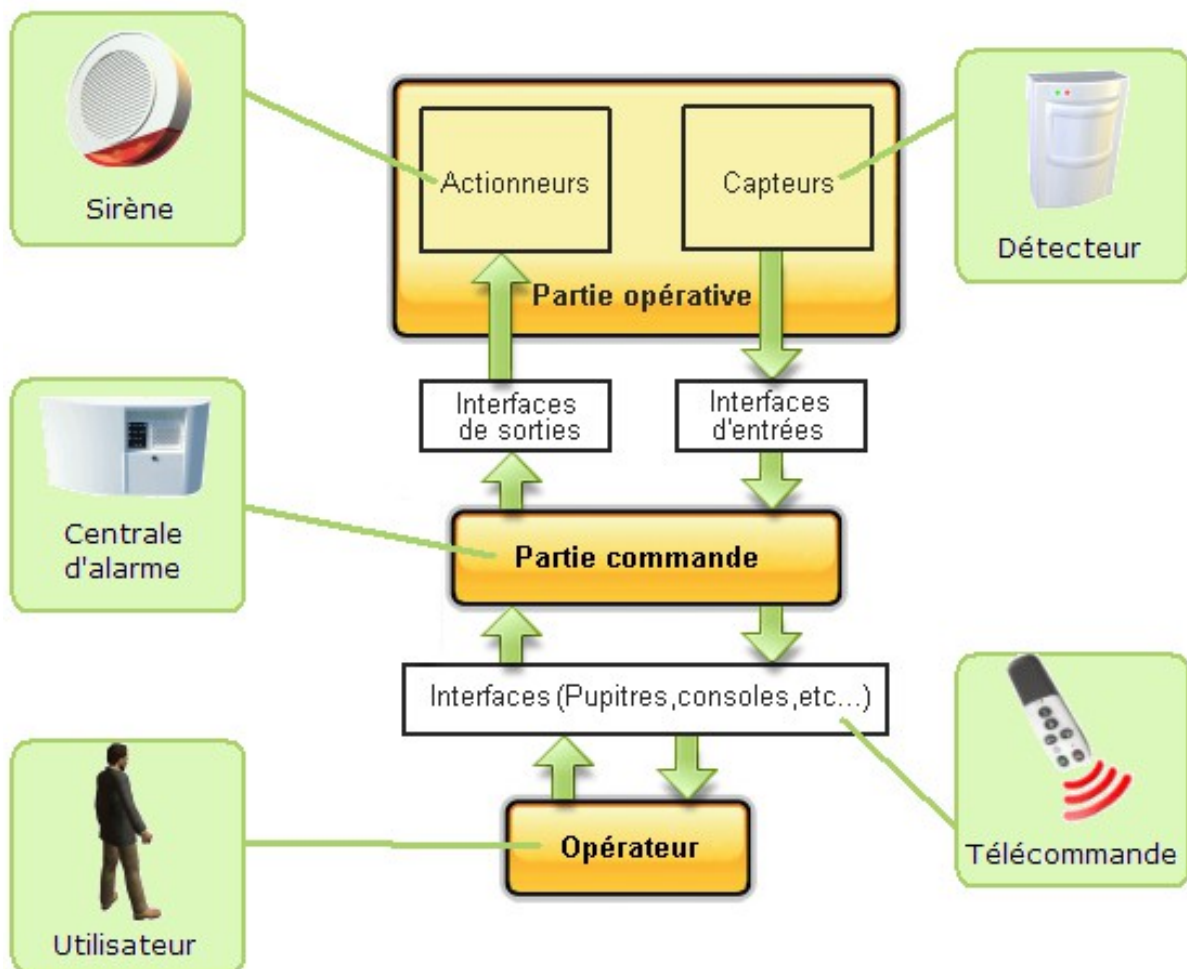 Sirène
Actionneurs
Capteurs
Détecteur
Partie opérative
Interfaces
de sorties
Interfaces
d'entrées
Centrale
d'alarme
Partie commande
Interfaces (Pupitres,consoles,etc...)
Télécommande
Opérateur
Utilisateur